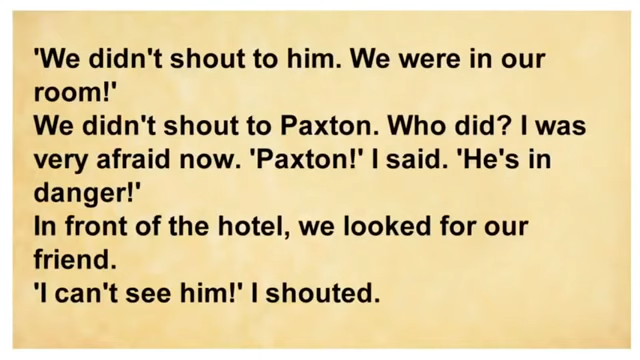 'We didn't shout to him. We were in our
room!'
We didn't shout to Paxton. Who did? I was
very afraid now. 'Paxton!' I said. 'He's in
danger!'
In front of the hotel, we looked for our
friend.
'I can't see him!' I shouted.